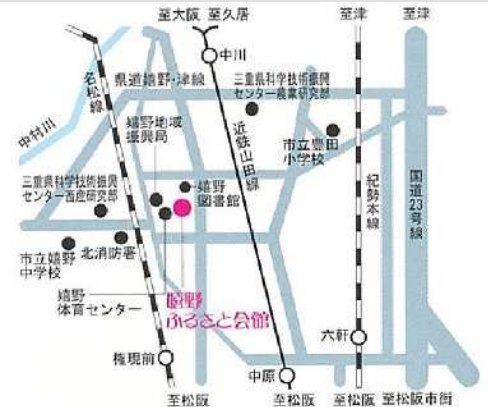 至大阪 至久居
至津
至津
中川
名松線
県道嬉野・津線
三重県科学技術振興
センター農業研究部
中村川
嬉野地域
振興局
近鉄山田線
市立豊田
小学校
紀勢本線
国道23号線
三重県科学技術振興
センター畜産研究部
嬉野
図書館
市立嬉野
中学校
北消防署
嬉野
体育センター
嬉野
ふるさと会館
権現前
中原
六軒
至松阪
至松阪
至松阪
至松阪市街